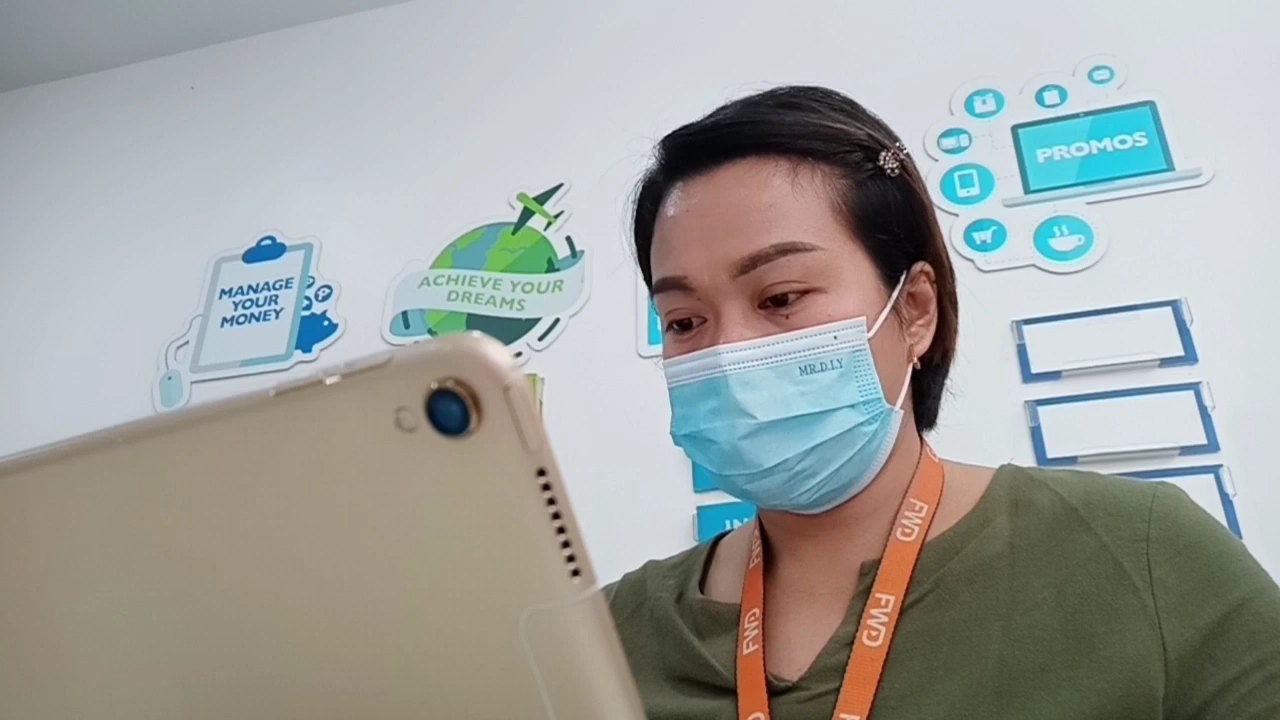 MANAGE
YOUR
MONEY
ACHIEVE YOUR
DREAMS
PROMOS
MR.D.I.Y
FWD
FWD
FWD